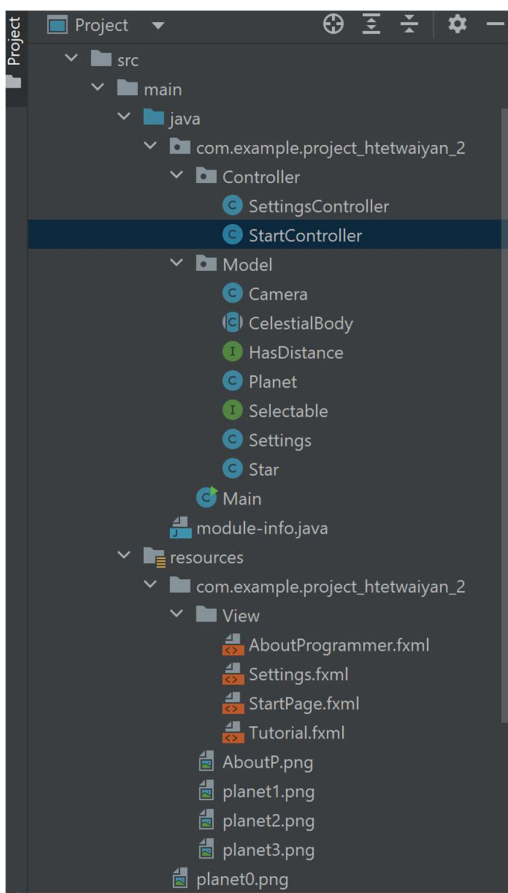 Project
Project
src
main
java
com.example.project_htetwaiyan_2
Controller
C SettingsController
C StartController
Model
C Camera
C CelestialBody
I HasDistance
C Planet
I Selectable
C Settings
C Star
C Main
module-info.java
resources
com.example.project_htetwaiyan_2
View
AboutProgrammer.fxml
Settings.fxml
StartPage.fxml
Tutorial.fxml
AboutP.png
planet1.png
planet2.png
planet3.png
planet0.png